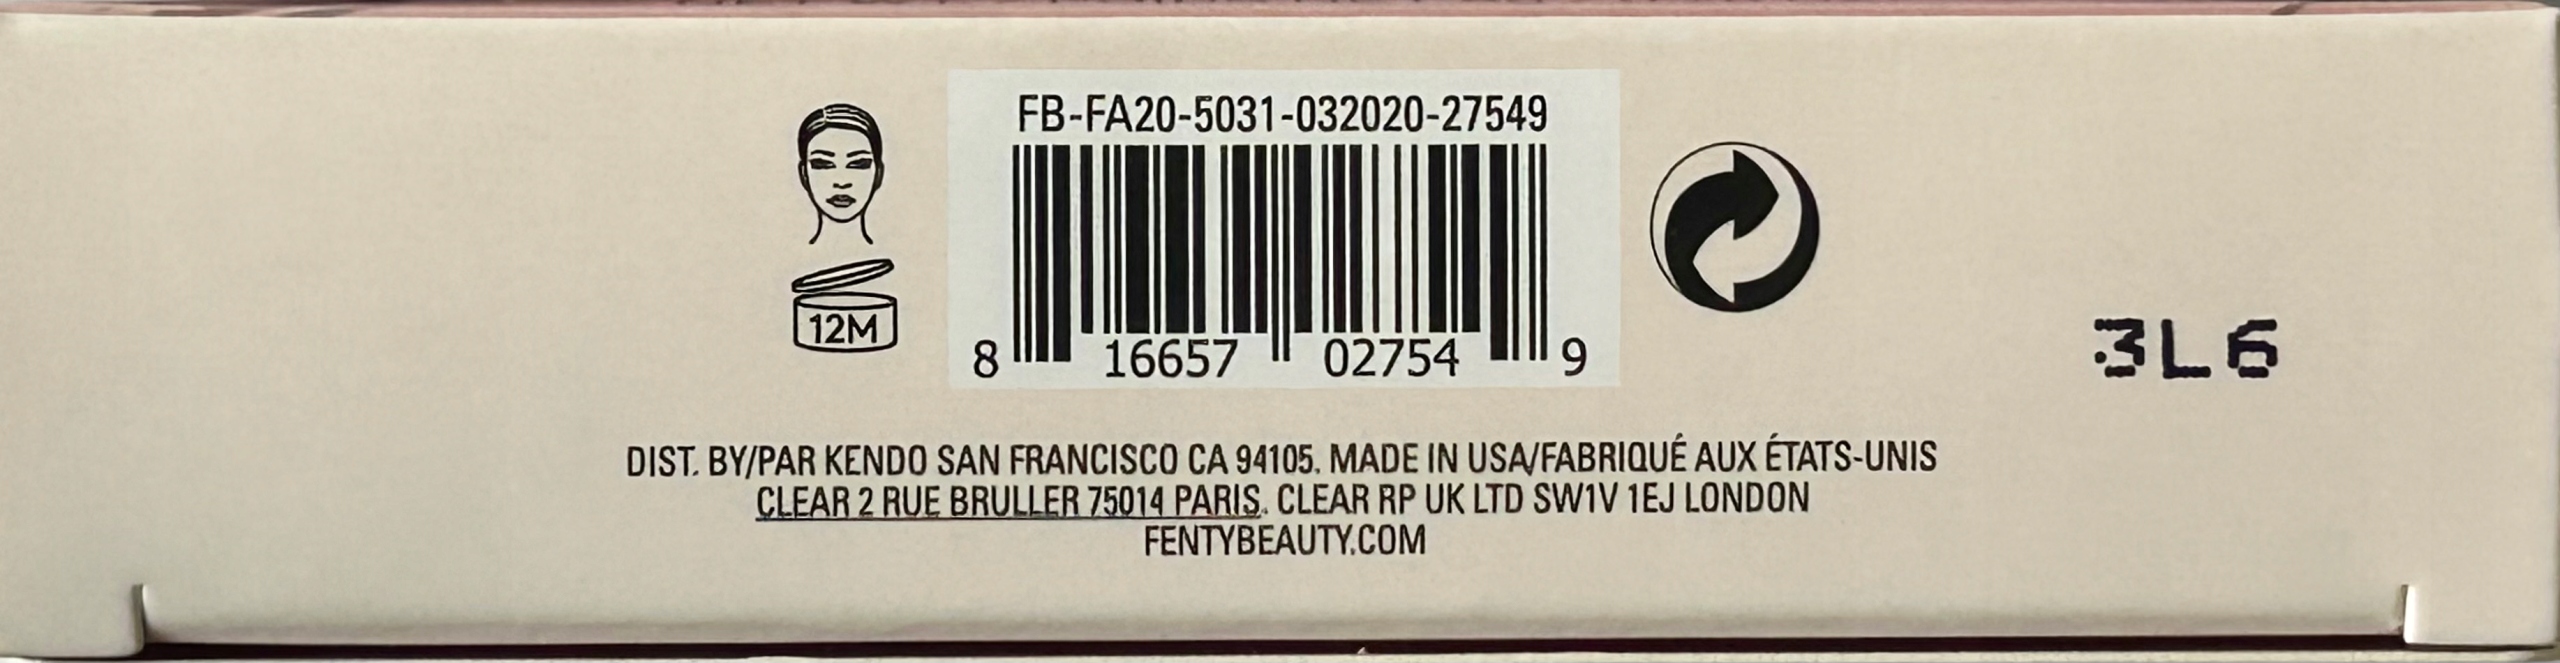 FB-FA20-5031-032020-27549
12M
8 16657 02754 9
3L6
DIST. BY/PAR KENDO SAN FRANCISCO CA 94105. MADE IN USA/FABRIQUÉ AUX ÉTATS-UNIS
CLEAR 2 RUE BRULLER 75014 PARIS. CLEAR RP UK LTD SW1V 1EJ LONDON
FENTYBEAUTY.COM